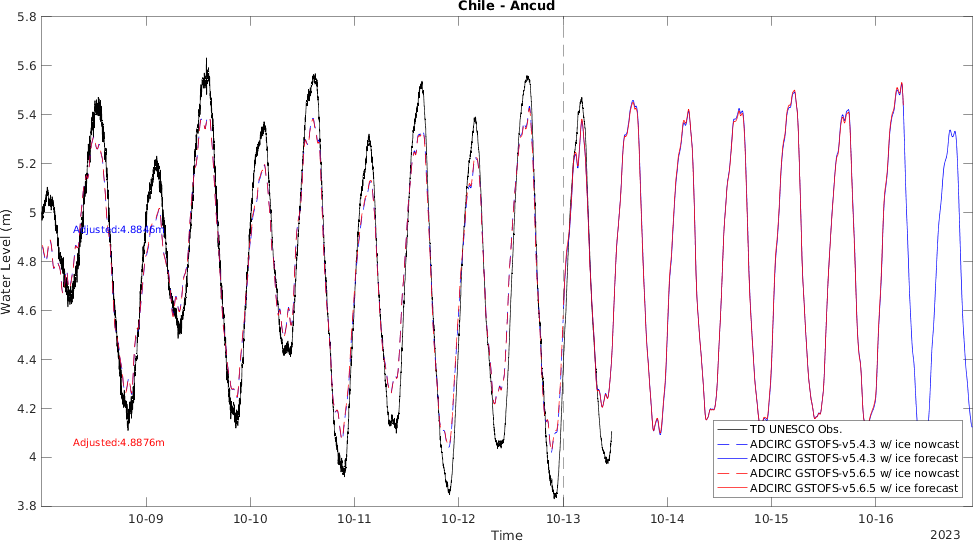 Chile - Ancud
5.8
5.6
5.4
5.2
5
4.8
4.6
4.4
4.2
4
3.8
Water Level (m)
Adjusted:4.8846m
Adjusted:4.8876m
TD UNESCO Obs.
ADCIRC GSTOFS-v5.4.3 w/ ice nowcast
ADCIRC GSTOFS-v5.4.3 w/ ice forecast
ADCIRC GSTOFS-v5.6.5 w/ ice nowcast
ADCIRC GSTOFS-v5.6.5 w/ ice forecast
10-09
10-10
10-11
10-12
10-13
10-14
10-15
10-16
Time
2023